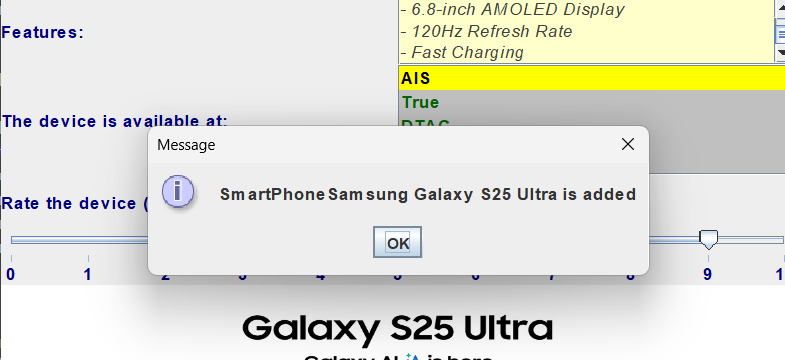 - 6.8-inch AMOLED Display
Features:
- 120Hz Refresh Rate
- Fast Charging
AIS
True
The device is available at:
DTAC
Message
SmartPhoneSamsung Galaxy S25 Ultra is added
Rate the device (
OK
0 1 2 3 4 5 6 7 8 9 1
Galaxy S25 Ultra
Galaxy AI is here